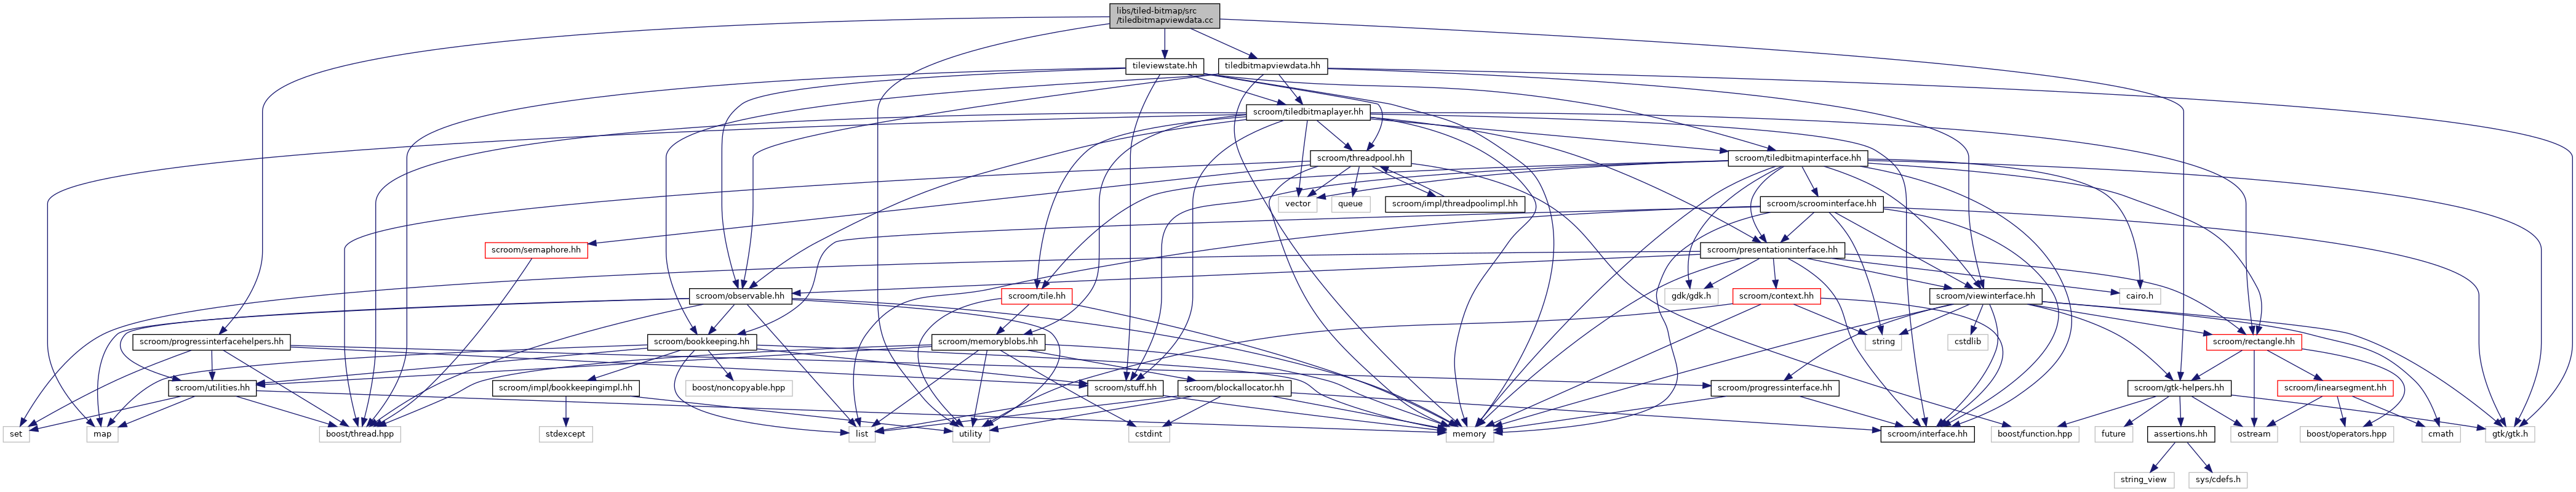 libs/tiled-bitmap/src
/tiledbitmapviewdata.cc
tileviewstate.hh
tiledbitmapviewdata.hh
scroom/tiledbitmaplayer.hh
scroom/threadpool.hh
scroom/tiledbitmapinterface.hh
vector
queue
scroom/impl/threadpoolimpl.hh
scroom/scroominterface.hh
scroom/semaphore.hh
scroom/presentationinterface.hh
scroom/observable.hh
scroom/tile.hh
gdk/gdk.h
scroom/context.hh
scroom/viewinterface.hh
cairo.h
scroom/progressinterfacehelpers.hh
scroom/bookkeeping.hh
scroom/memoryblobs.hh
string
cstdlib
scroom/rectangle.hh
scroom/utilities.hh
scroom/impl/bookkeepingimpl.hh
boost/noncopyable.hpp
scroom/stuff.hh
scroom/blockallocator.hh
scroom/progressinterface.hh
scroom/gtk-helpers.hh
scroom/linearsegment.hh
set
map
boost/thread.hpp
stdexcept
list
utility
cstdint
memory
scroom/interface.hh
boost/function.hpp
future
assertions.hh
ostream
boost/operators.hpp
cmath
gtk/gtk.h
string_view
sys/cdefs.h